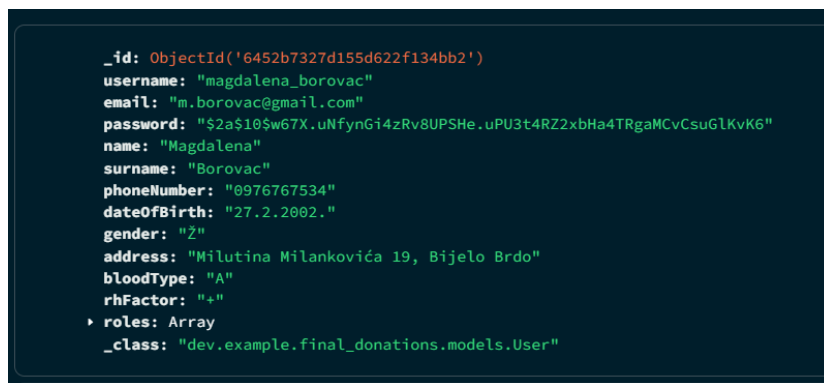 _id: ObjectId('6452b7327d155d622f134bb2')
username: "magdalena_borovac"
email: "m.borovac@gmail.com"
password: "$2a$10$w67X.uNfynGi4zRv8UPSHe.uPU3t4RZ2xbHa4TRgaMCvCsuGlKvK6"
name: "Magdalena"
surname: "Borovac"
phoneNumber: "0976767534"
dateOfBirth: "27.2.2002."
gender: "Ž"
address: "Milutina Milankovića 19, Bijelo Brdo"
bloodType: "A"
rhFactor: "+"
roles: Array
_class: "dev.example.final_donations.models.User"